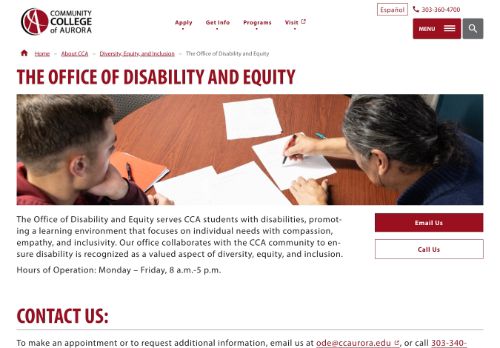 COMMUNITY
COLLEGE
of AURORA
Español
303-360-4700
Apply
Get Info
Programs
Visit
MENU
Home – About CCA – Diversity, Equity, and Inclusion – The Office of Disability and Equity
THE OFFICE OF DISABILITY AND EQUITY
The Office of Disability and Equity serves CCA students with disabilities, promot-
ing a learning environment that focuses on individual needs with compassion,
empathy, and inclusivity. Our office collaborates with the CCA community to en-
sure disability is recognized as a valued aspect of diversity, equity, and inclusion.
Hours of Operation: Monday – Friday, 8 a.m.-5 p.m.
Email Us
Call Us
CONTACT US:
To make an appointment or to request additional information, email us at ode@ccaurora.edu, or call 303-340-